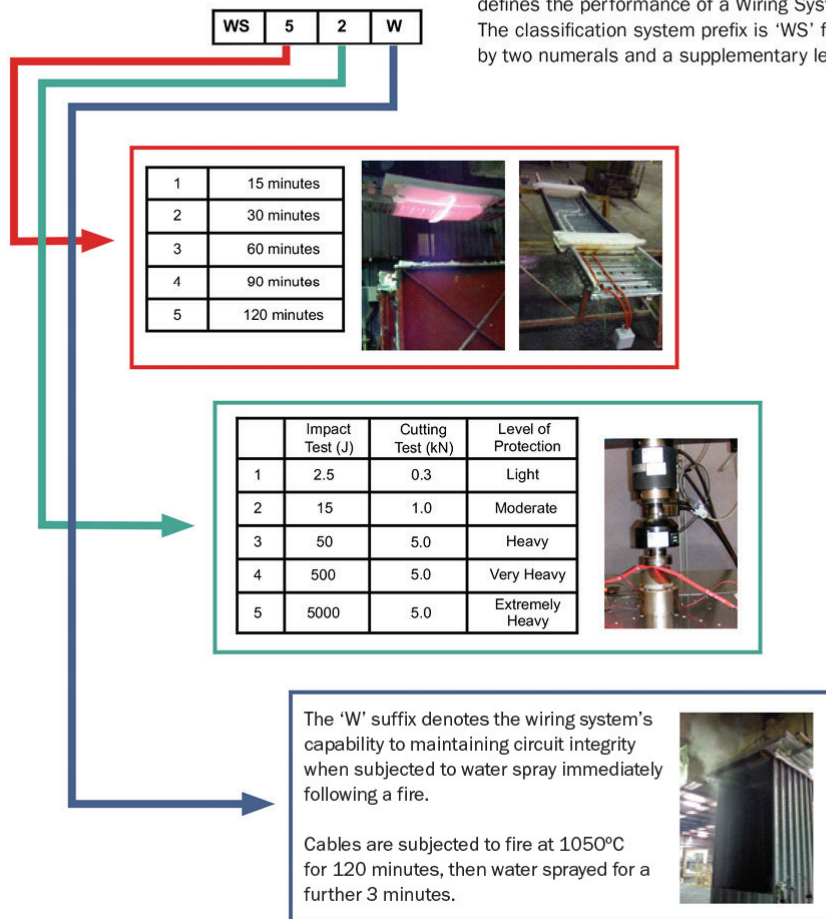 defines the performance of a Wiring Syst
The classification system prefix is ‘WS’ f
by two numerals and a supplementary le
WS 5 2 W
1 15 minutes
2 30 minutes
3 60 minutes
4 90 minutes
5 120 minutes
Impact Test (J) Cutting Test (kN) Level of Protection
1 2.5 0.3 Light
2 15 1.0 Moderate
3 50 5.0 Heavy
4 500 5.0 Very Heavy
5 5000 5.0 Extremely Heavy
The ‘W’ suffix denotes the wiring system’s
capability to maintaining circuit integrity
when subjected to water spray immediately
following a fire.
Cables are subjected to fire at 1050ºC
for 120 minutes, then water sprayed for a
further 3 minutes.